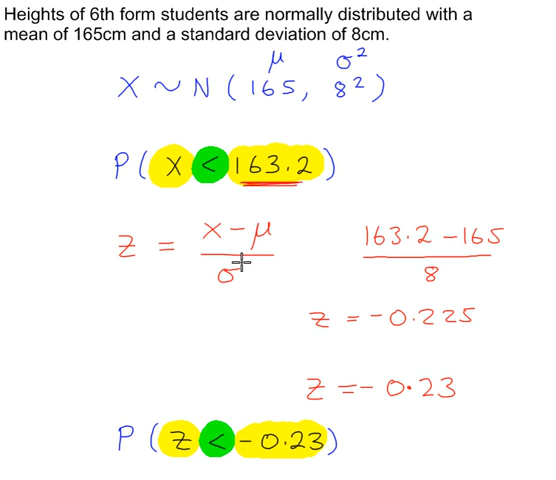 Heights of 6th form students are normally distributed with a
mean of 165cm and a standard deviation of 8cm.
μ σ²
X ~ N ( 165, 8² )
P( X < 163.2 )
z = x - μ / σ
163.2 - 165 / 8
z = -0.225
z = -0.23
P ( z < -0.23 )